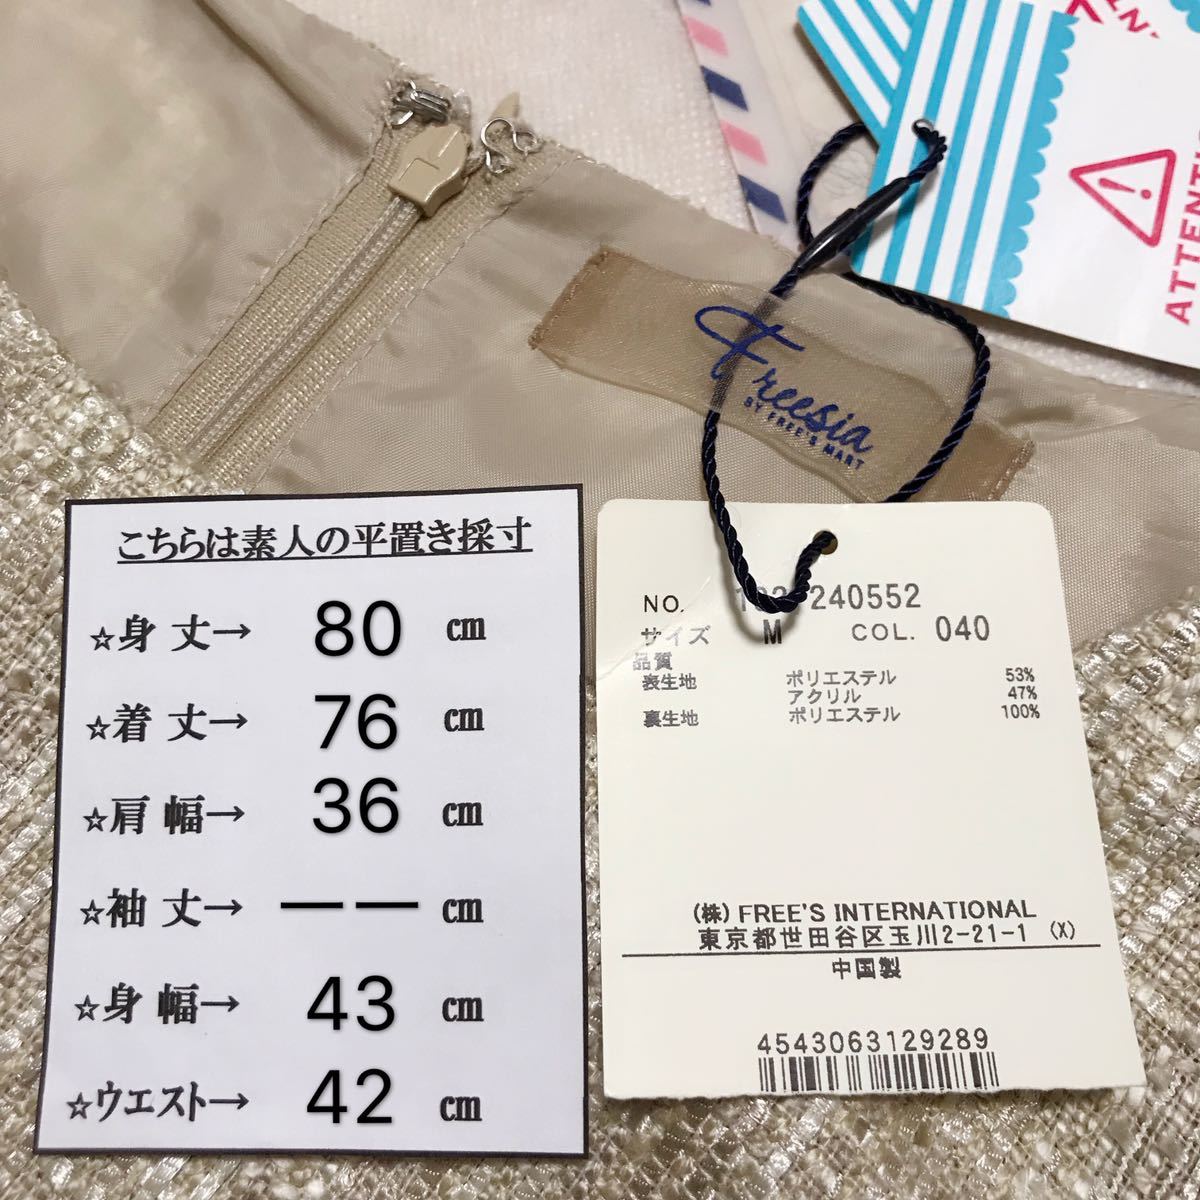 ATTENTIO
Freesia
BY FREE'S MART
こちらは素人の平置き採寸
☆身 丈→ 80 cm
☆着 丈→ 76 cm
☆肩 幅→ 36 cm
☆袖 丈→ ーー cm
☆身 幅→ 43 cm
☆ウエスト→ 42 cm
NO. 240552
サイズ M COL. 040
品質
表生地 ポリエステル 53%
アクリル 47%
裏生地 ポリエステル 100%
(株) FREE'S INTERNATIONAL
東京都世田谷区玉川2-21-1 (X)
中国製
4543063129289